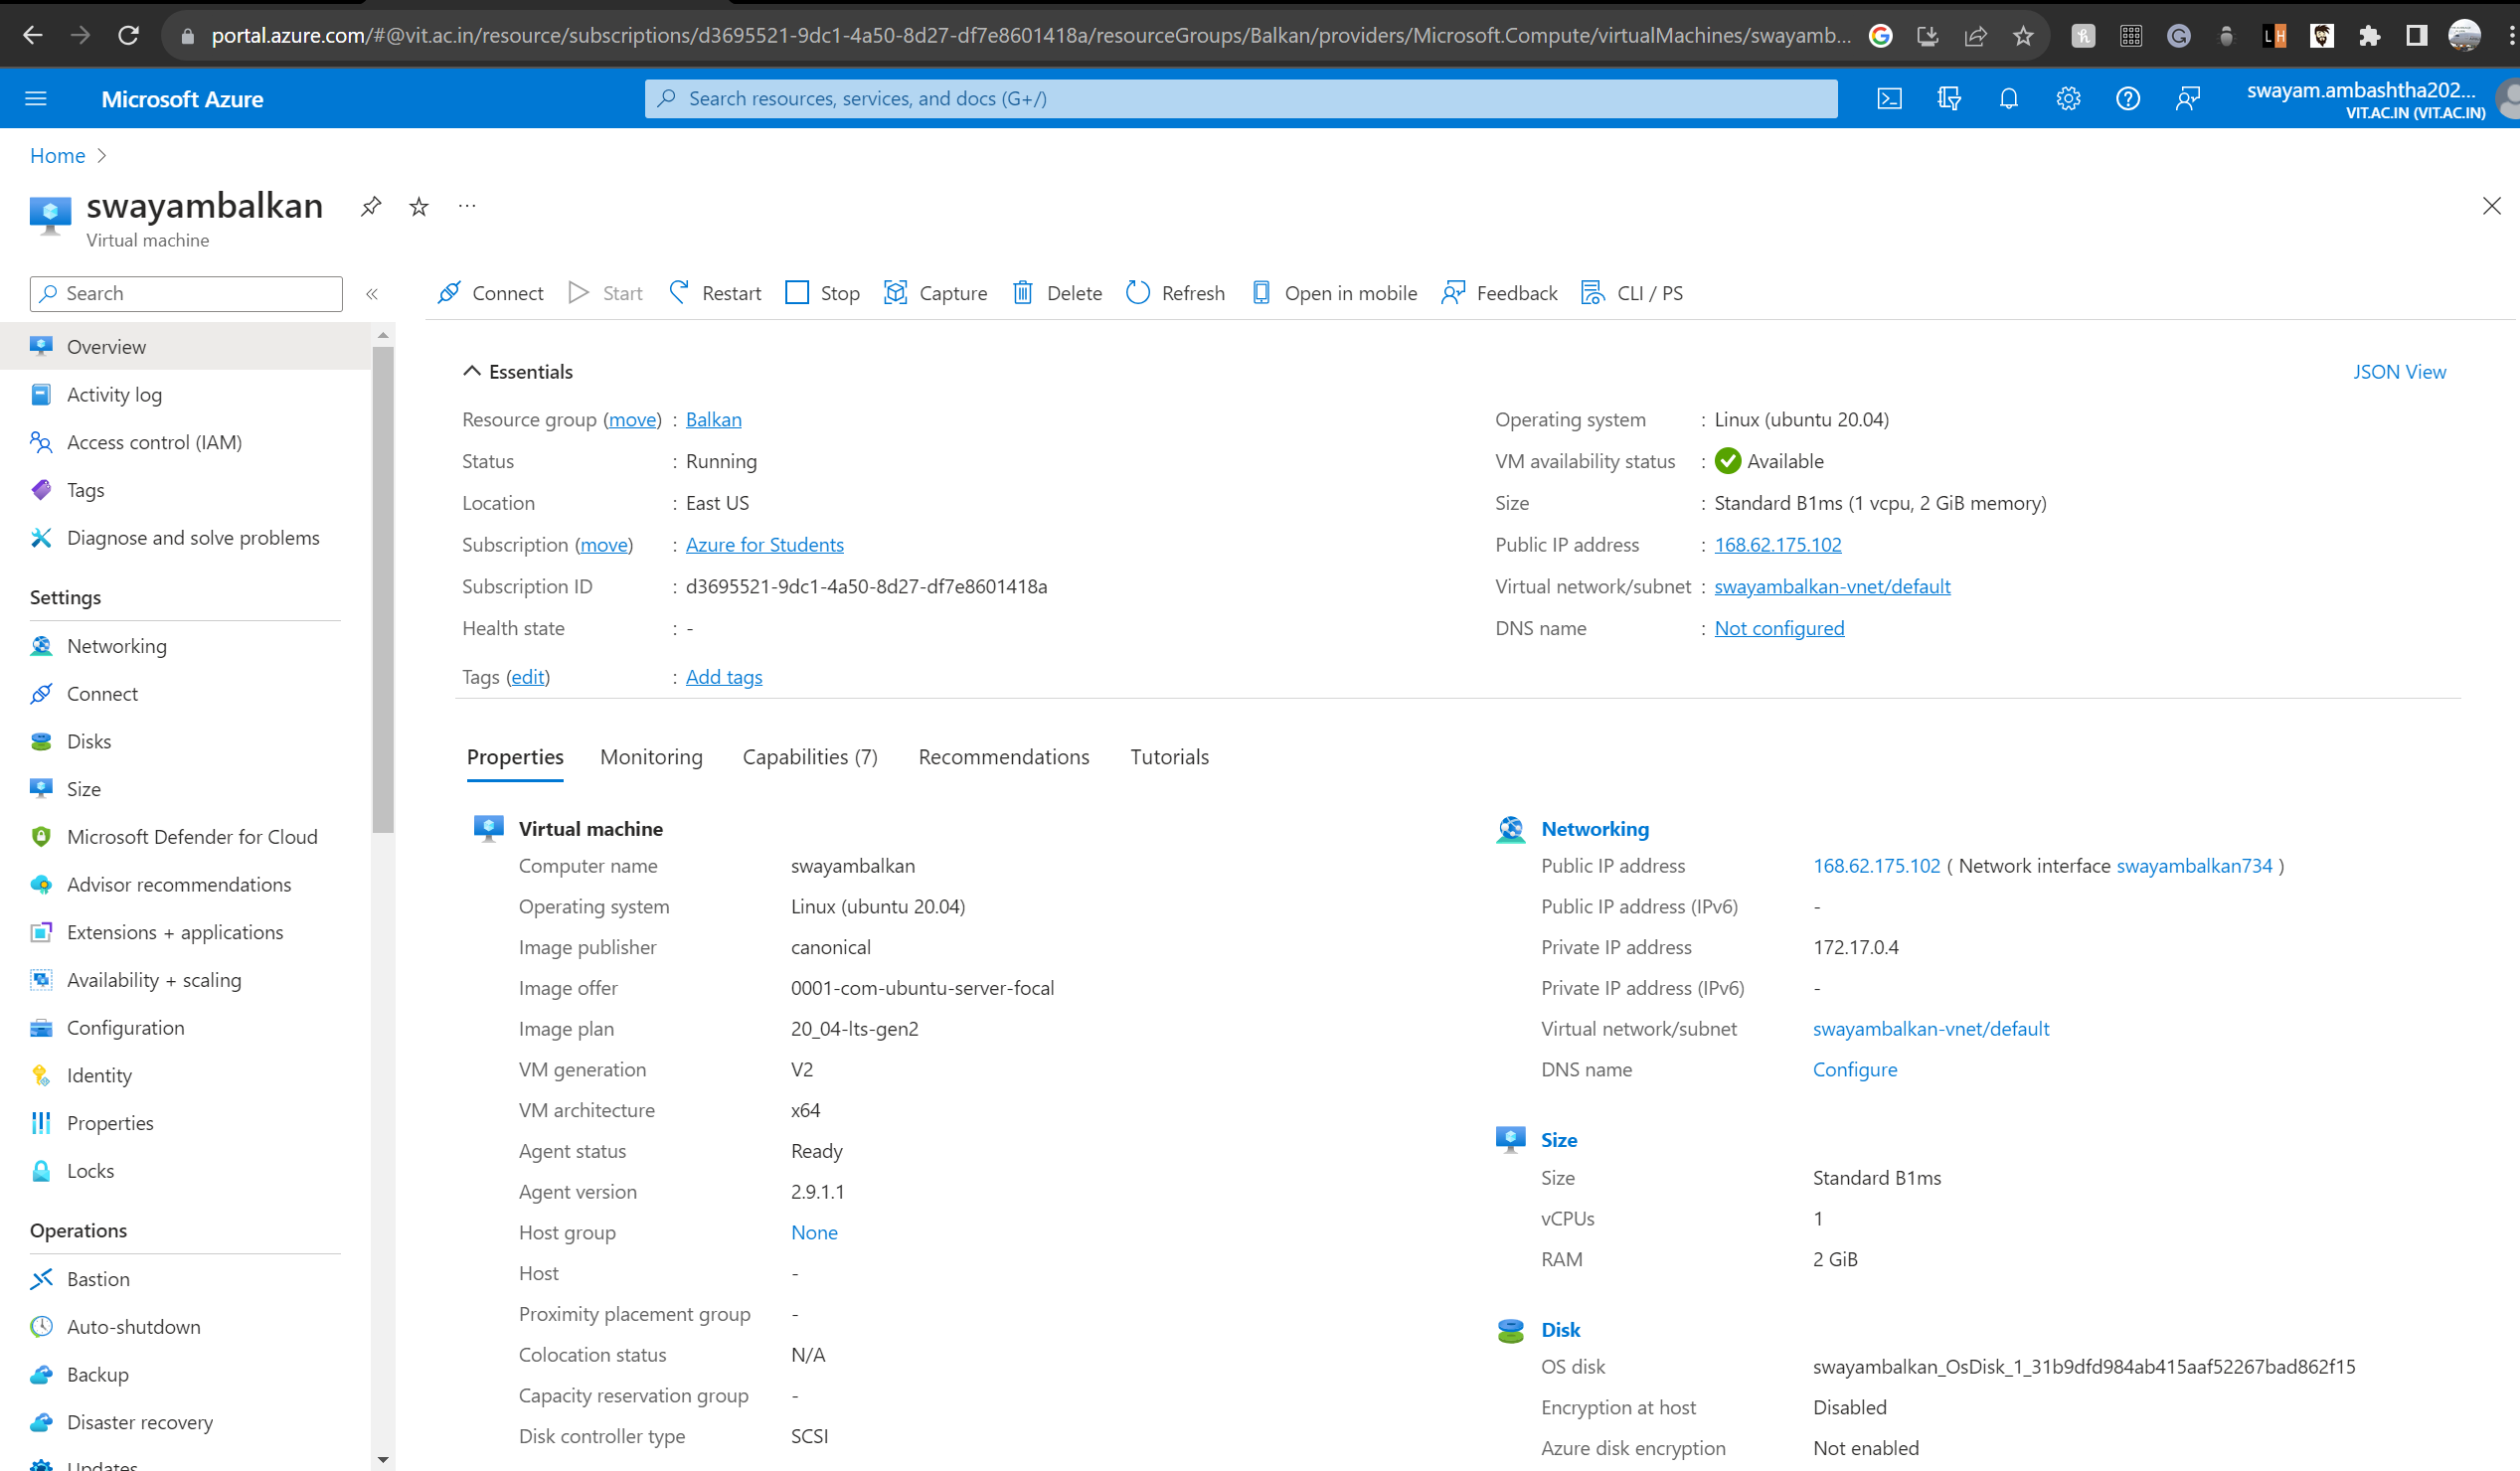 portal.azure.com/#@vit.ac.in/resource/subscriptions/d3695521-9dc1-4a50-8d27-df7e8601418a/resourceGroups/Balkan/providers/Microsoft.Compute/virtualMachines/swayamb...
Microsoft Azure
Search resources, services, and docs (G+/)
swayam.ambashtha202...
VIT.AC.IN (VIT.AC.IN)
Home
swayambalkan
Virtual machine
Search
Connect Start Restart Stop Capture Delete Refresh Open in mobile Feedback CLI / PS
Overview
Activity log
Access control (IAM)
Tags
Diagnose and solve problems
Settings
Networking
Connect
Disks
Size
Microsoft Defender for Cloud
Advisor recommendations
Extensions + applications
Availability + scaling
Configuration
Identity
Properties
Locks
Operations
Bastion
Auto-shutdown
Backup
Disaster recovery
Updates
Essentials
JSON View
Resource group (move) : Balkan
Status : Running
Location : East US
Subscription (move) : Azure for Students
Subscription ID : d3695521-9dc1-4a50-8d27-df7e8601418a
Health state : -
Tags (edit) : Add tags
Operating system : Linux (ubuntu 20.04)
VM availability status : Available
Size : Standard B1ms (1 vcpu, 2 GiB memory)
Public IP address : 168.62.175.102
Virtual network/subnet : swayambalkan-vnet/default
DNS name : Not configured
Properties Monitoring Capabilities (7) Recommendations Tutorials
Virtual machine
Computer name swayambalkan
Operating system Linux (ubuntu 20.04)
Image publisher canonical
Image offer 0001-com-ubuntu-server-focal
Image plan 20_04-lts-gen2
VM generation V2
VM architecture x64
Agent status Ready
Agent version 2.9.1.1
Host group None
Host -
Proximity placement group -
Colocation status N/A
Capacity reservation group -
Disk controller type SCSI
Networking
Public IP address 168.62.175.102 ( Network interface swayambalkan734 )
Public IP address (IPv6) -
Private IP address 172.17.0.4
Private IP address (IPv6) -
Virtual network/subnet swayambalkan-vnet/default
DNS name Configure
Size
Size Standard B1ms
vCPUs 1
RAM 2 GiB
Disk
OS disk swayambalkan_OsDisk_1_31b9dfd984ab415aaf52267bad862f15
Encryption at host Disabled
Azure disk encryption Not enabled